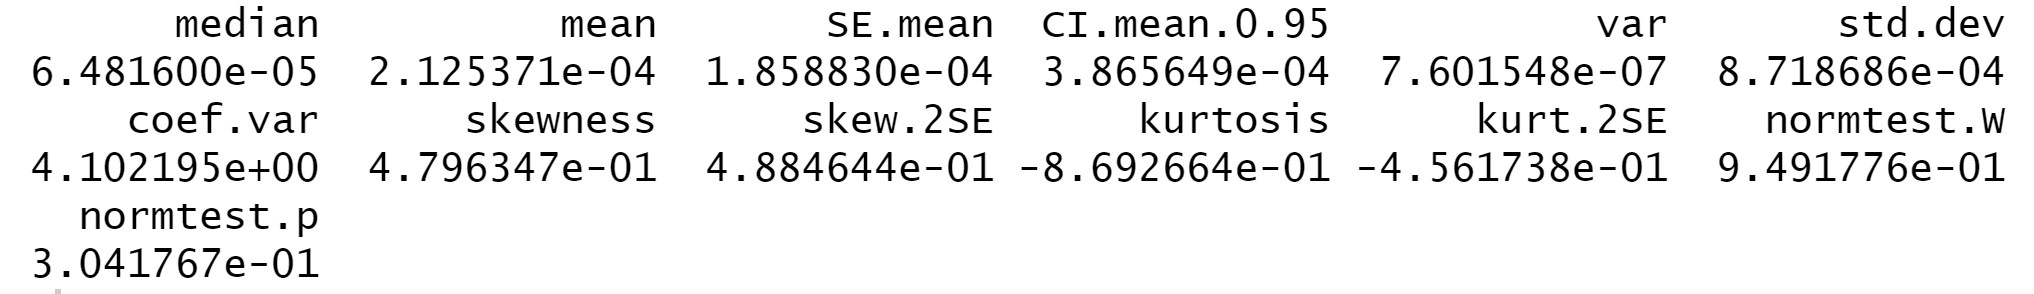 median mean SE.mean CI.mean.0.95 var std.dev
6.481600e-05 2.125371e-04 1.858830e-04 3.865649e-04 7.601548e-07 8.718686e-04
coef.var skewness skew.2SE kurtosis kurt.2SE normtest.W
4.102195e+00 4.796347e-01 4.884644e-01 -8.692664e-01 -4.561738e-01 9.491776e-01
normtest.p
3.041767e-01